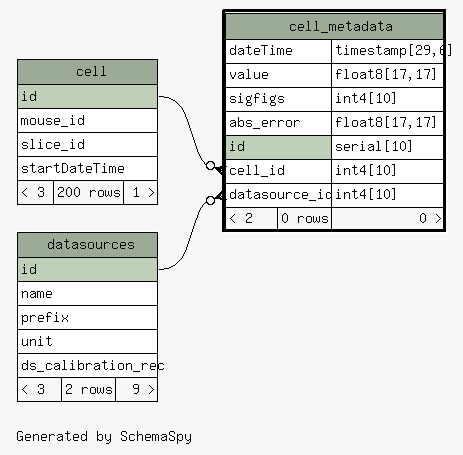 cell_metadata
dateTime timestamp[29,6]
value float8[17,17]
sigfigs int4[10]
abs_error float8[17,17]
id serial[10]
cell_id int4[10]
datasource_id int4[10]
< 2 0 rows 0 >
cell
id
mouse_id
slice_id
startDateTime
< 3 200 rows 1 >
datasources
id
name
prefix
unit
ds_calibration_rec
< 3 2 rows 9 >
Generated by SchemaSpy